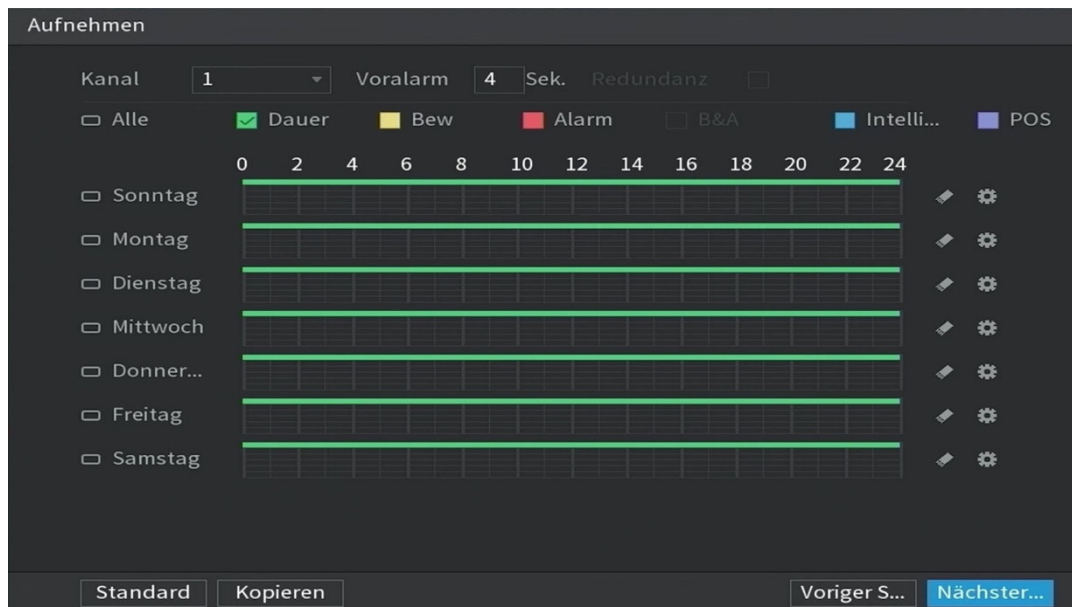 Aufnehmen
Kanal 1 Voralarm 4 Sek. Redundanz
Alle Dauer Bew Alarm B&A Intelli... POS
0 2 4 6 8 10 12 14 16 18 20 22 24
Sonntag
Montag
Dienstag
Mittwoch
Donner...
Freitag
Samstag
Standard Kopieren Voriger S... Nächster...